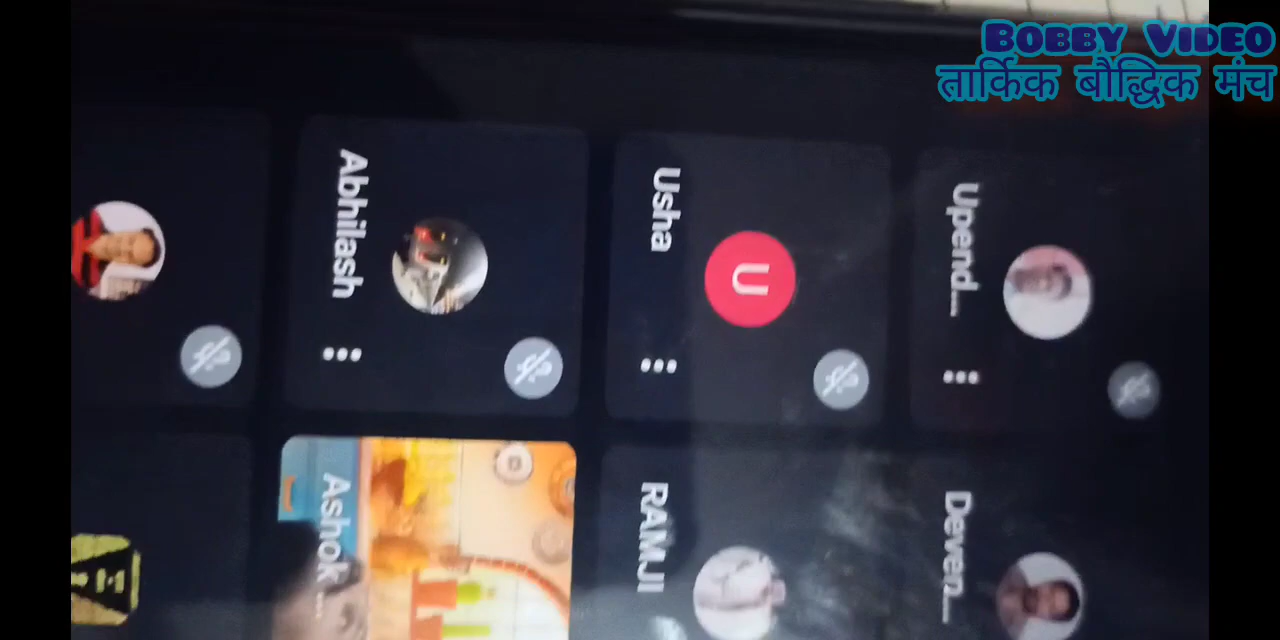 BOBBY VIDEO
तार्किक बौद्धिक मंच
Upend...
Deven...
Usha
U
RAMJI
Abhilash
Ashok ...